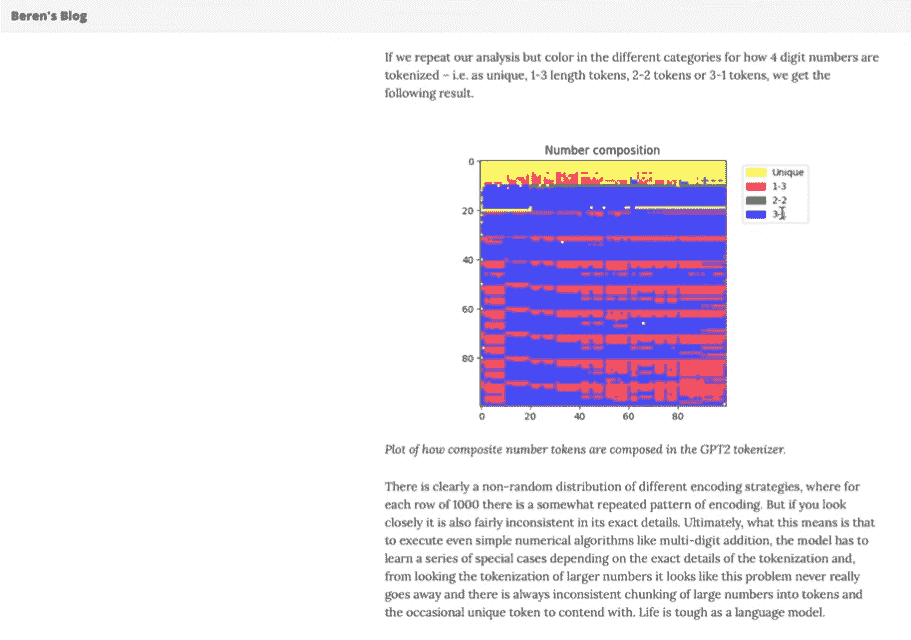 Beren's Blog
If we repeat our analysis but color in the different categories for how 4 digit numbers are
tokenized – i.e. as unique, 1-3 length tokens, 2-2 tokens or 3-1 tokens, we get the
following result.
Number composition
Unique
1-3
2-2
3-
0
20
40
60
80
0 20 40 60 80
Plot of how composite number tokens are composed in the GPT2 tokenizer.
There is clearly a non-random distribution of different encoding strategies, where for
each row of 1000 there is a somewhat repeated pattern of encoding. But if you look
closely it is also fairly inconsistent in its exact details. Ultimately, what this means is that
to execute even simple numerical algorithms like multi-digit addition, the model has to
learn a series of special cases depending on the exact details of the tokenization and,
from looking the tokenization of larger numbers it looks like this problem never really
goes away and there is always inconsistent chunking of large numbers into tokens and
the occasional unique token to contend with. Life is tough as a language model.